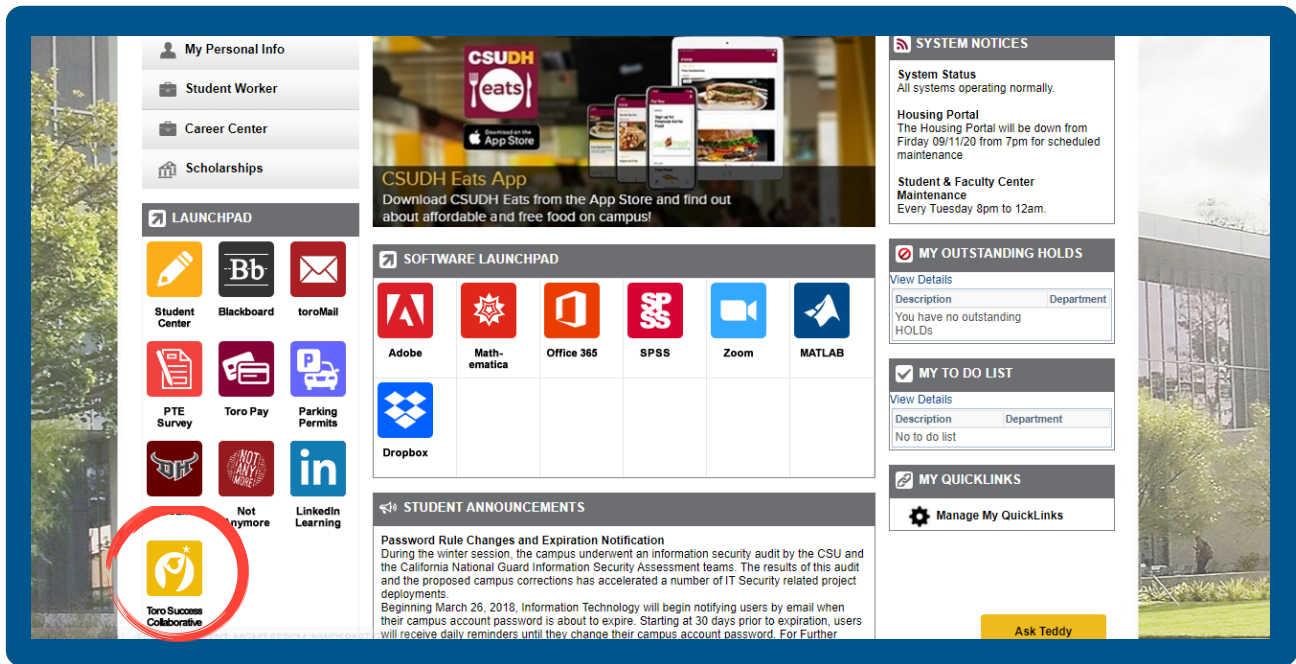 My Personal Info
Student Worker
Career Center
Scholarships
LAUNCHPAD
Student
Center
Blackboard
toroMail
PTE
Survey
Toro Pay
Parking
Permits
Not
Anymore
LinkedIn
Learning
Toro Success
Collaborative
CSUDH
eats
Download on the
App Store
CSUDH Eats App
Download CSUDH Eats from the App Store and find out
about affordable and free food on campus!
SOFTWARE LAUNCHPAD
Adobe
Math-
ematica
Office 365
SPSS
Zoom
MATLAB
Dropbox
STUDENT ANNOUNCEMENTS
Password Rule Changes and Expiration Notification
During the winter session, the campus underwent an information security audit by the CSU and
the California National Guard Information Security Assessment teams. The results of this audit
and the proposed campus corrections has accelerated a number of IT Security related project
deployments.
Beginning March 26, 2018, Information Technology will begin notifying users by email when
their campus account password is about to expire. Starting at 30 days prior to expiration, users
will receive daily reminders until they change their campus account password. For Further
SYSTEM NOTICES
System Status
All systems operating normally.
Housing Portal
The Housing Portal will be down from
Firday 09/11/20 from 7pm for scheduled
maintenance
Student & Faculty Center
Maintenance
Every Tuesday 8pm to 12am.
MY OUTSTANDING HOLDS
View Details
Description Department
You have no outstanding
HOLDs
MY TO DO LIST
View Details
Description Department
No to do list
MY QUICKLINKS
Manage My QuickLinks
Ask Teddy